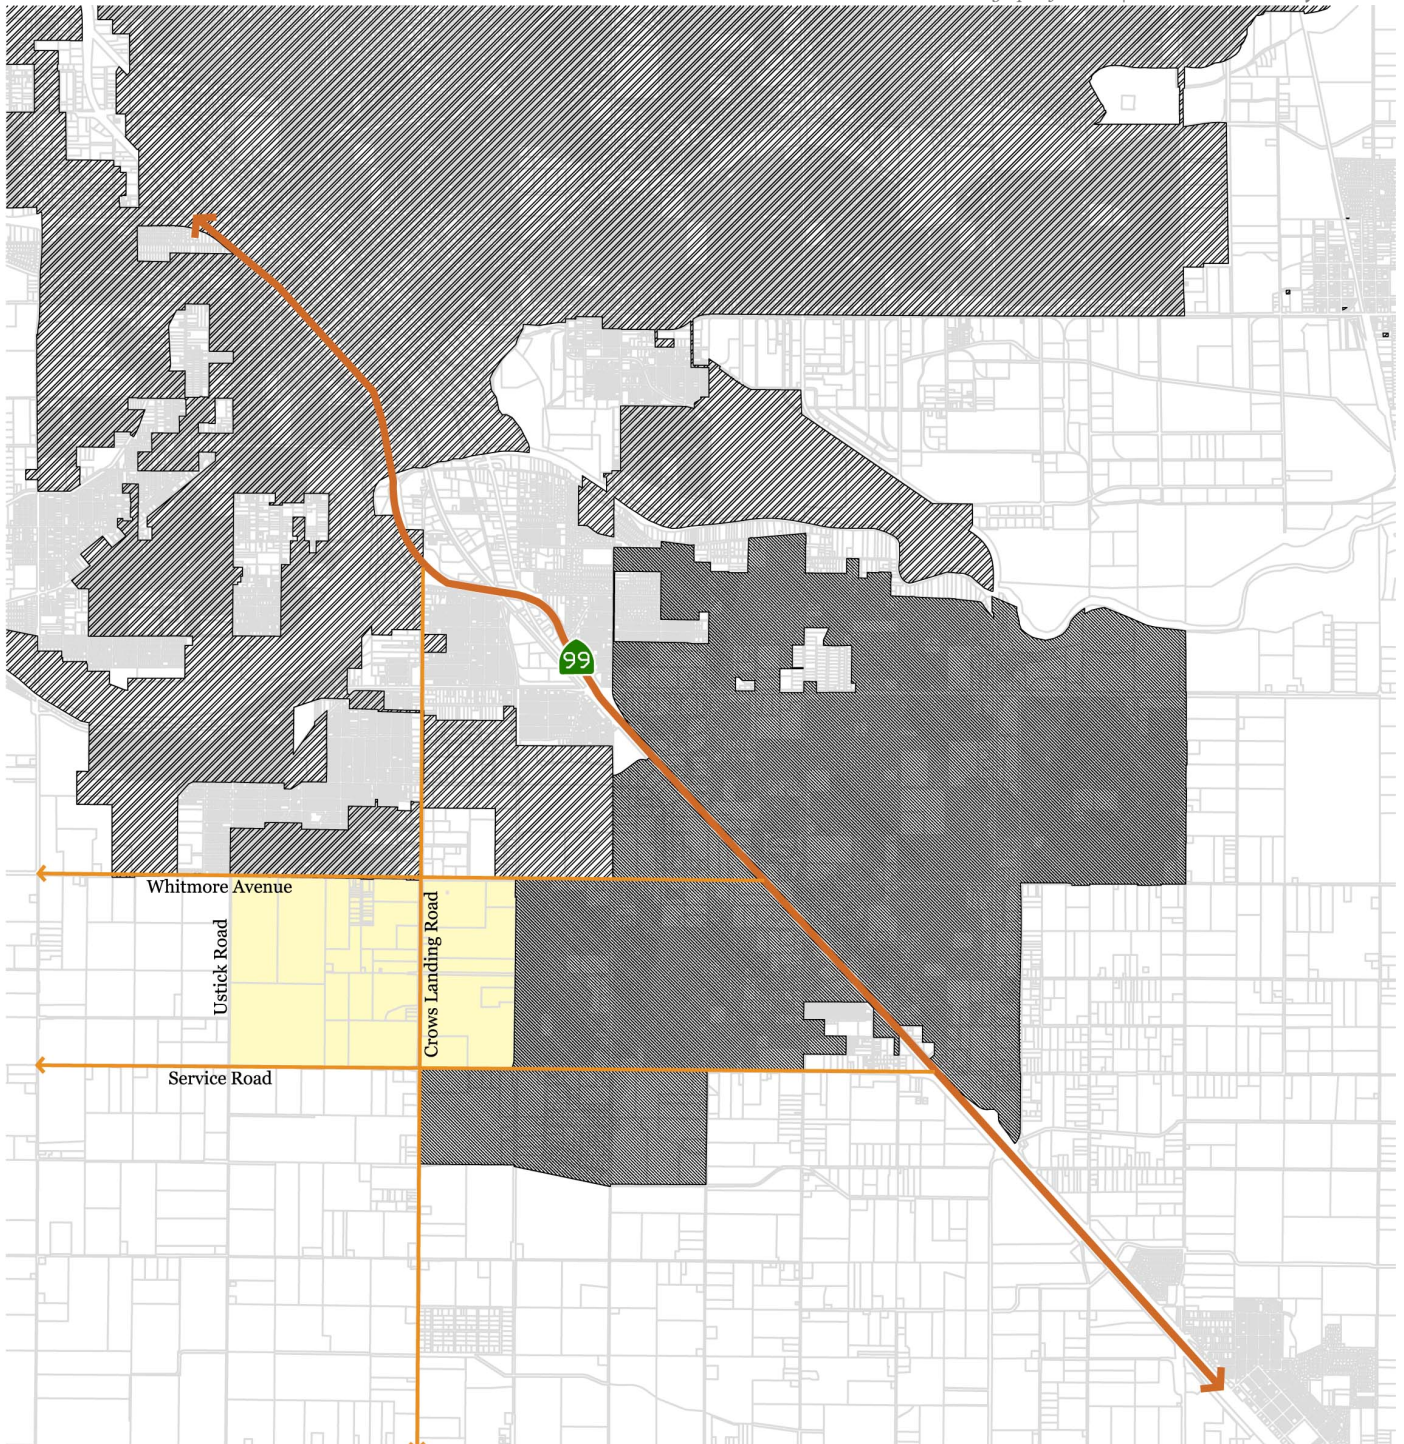 99
Whitmore Avenue
Ustick Road
Crows Landing Road
Service Road